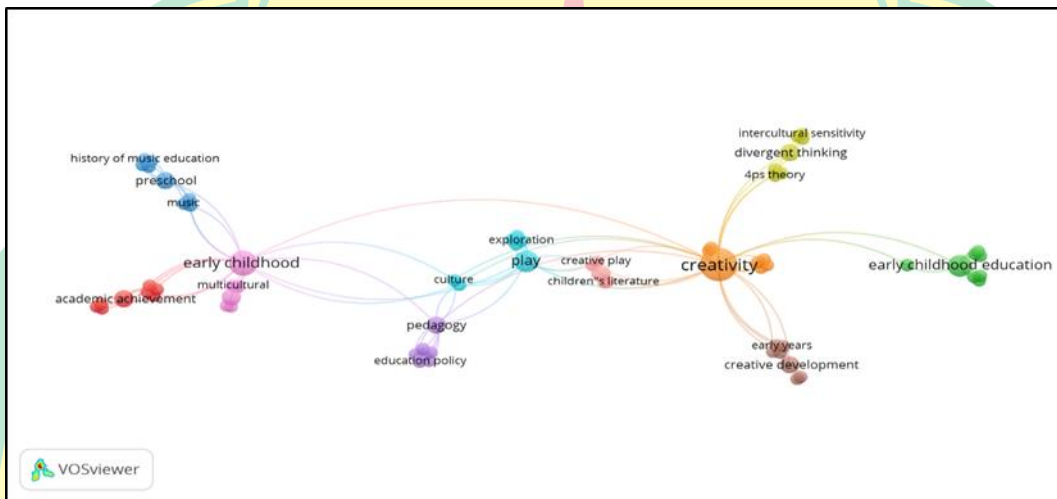 intercultural sensitivity
divergent thinking
4ps theory
history of music education
preschool
music
early childhood
multicultural
academic achievement
exploration
play
culture
creative play
children"s literature
creativity
early childhood education
pedagogy
education policy
early years
creative development
VOSviewer